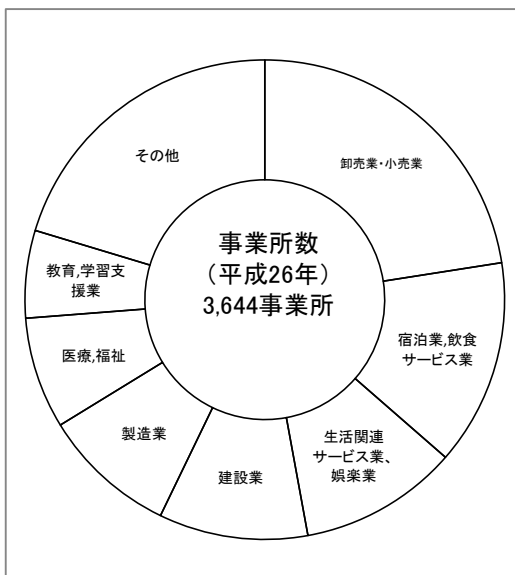 事業所数
（平成26年）
3,644事業所
卸売業・小売業
宿泊業,飲食
サービス業
生活関連
サービス業、
娯楽業
建設業
製造業
医療,福祉
教育,学習支
援業
その他